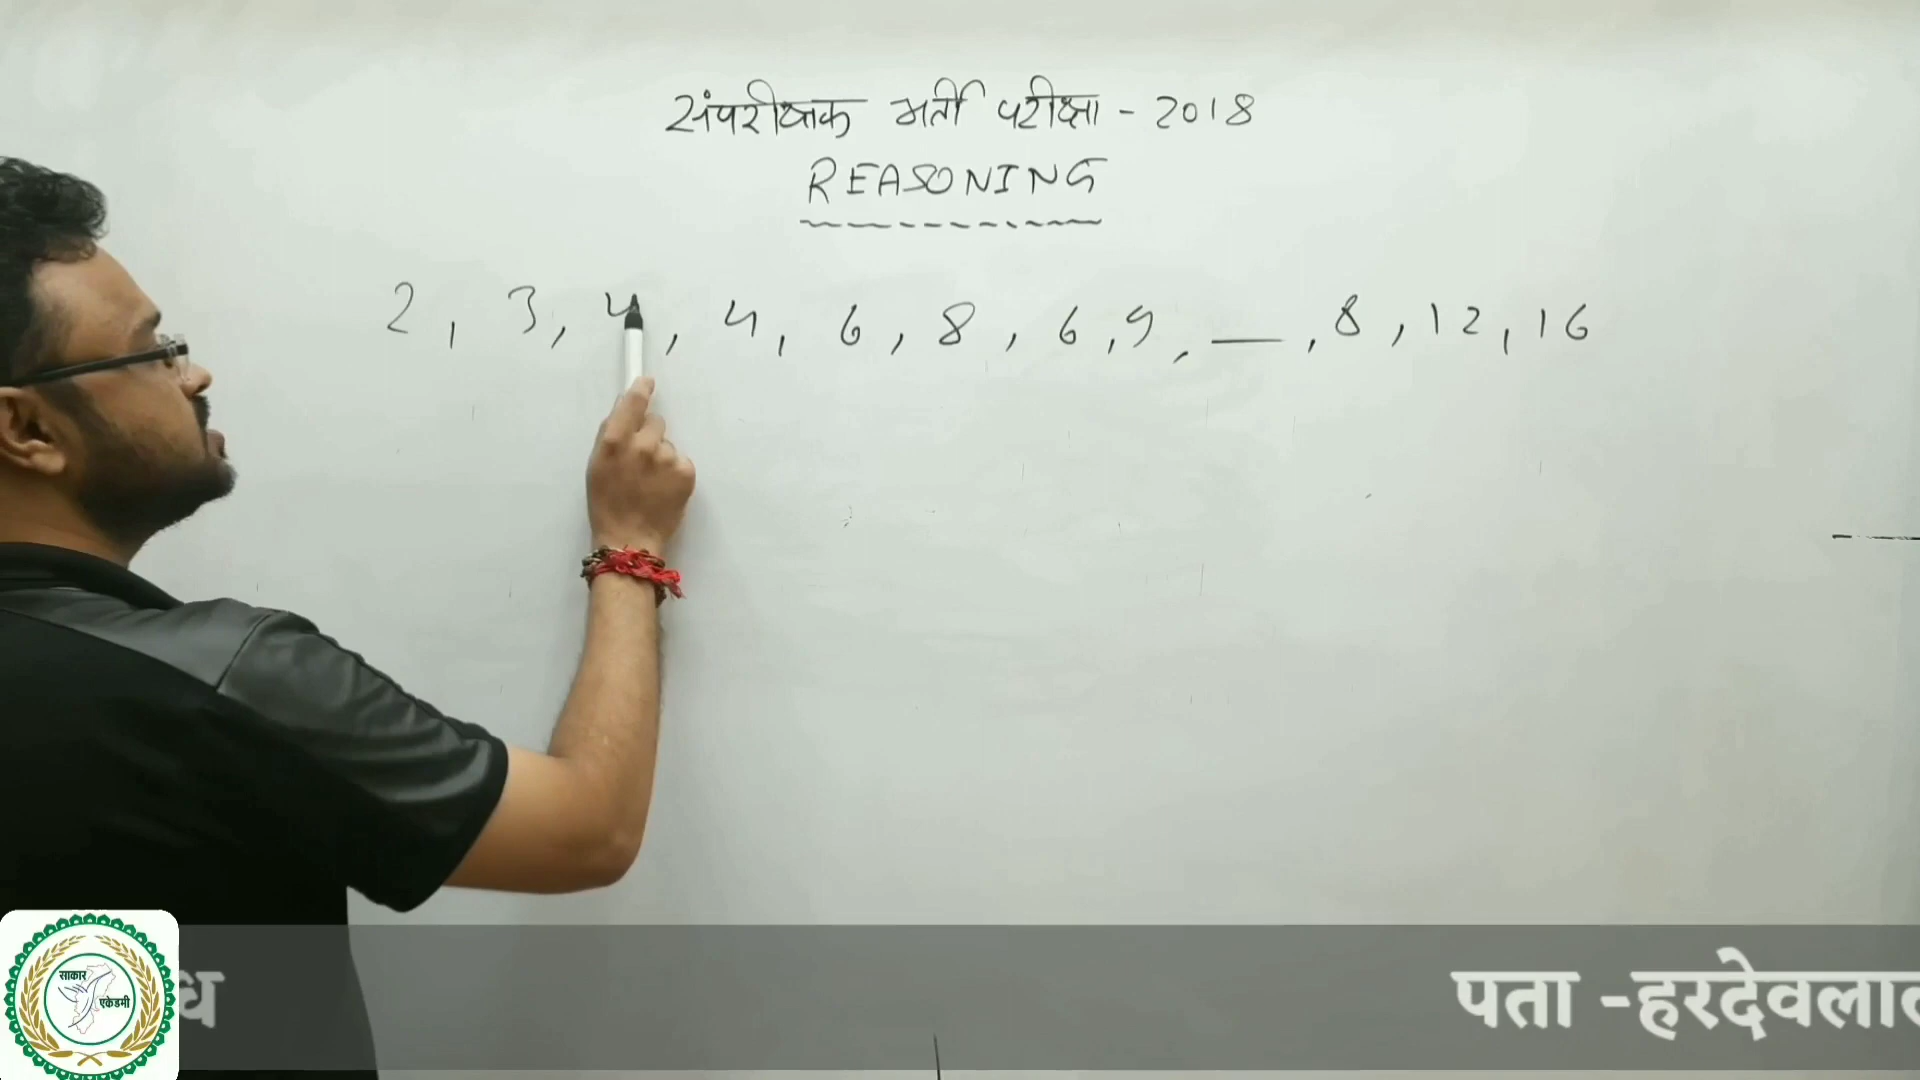 संपरीक्षक भर्ती परीक्षा - 2018
REASONING
2, 3, 4, 4, 6, 8, 6, 9, __, 8, 12, 16
साकार
एकेडमी
ध
पता -हरदेवलाल